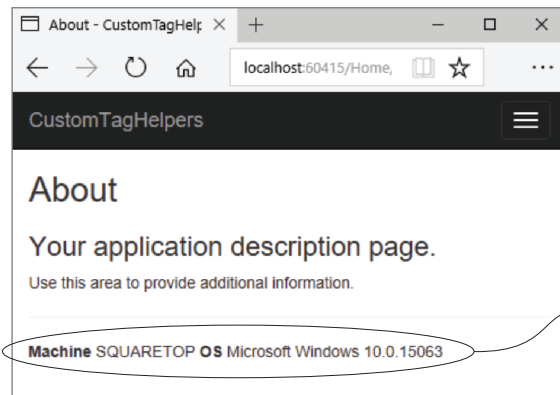 About - CustomTagHelp
localhost:60415/Home,
CustomTagHelpers
About
Your application description page.
Use this area to provide additional information.
Machine SQUARETOP OS Microsoft Windows 10.0.15063